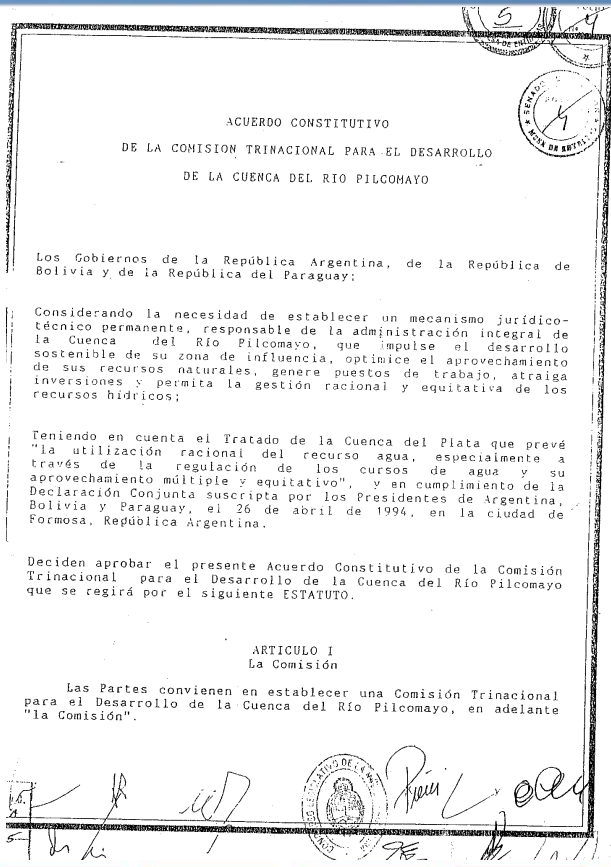 5
4
SENADO
MESA DE ENTRADAS
4
ACUERDO CONSTITUTIVO
DE LA COMISION TRINACIONAL PARA EL DESARROLLO
DE LA CUENCA DEL RIO PILCOMAYO
Los Gobiernos de la República Argentina, de la República de
Bolivia y de la República del Paraguay;
Considerando la necesidad de establecer un mecanismo jurídico-
técnico permanente, responsable de la administración integral de
la Cuenca del Río Pilcomayo, que impulse el desarrollo
sostenible de su zona de influencia, optimice el aprovechamiento
de sus recursos naturales, genere puestos de trabajo, atraiga
inversiones y permita la gestión racional y equitativa de los
recursos hídricos;
Teniendo en cuenta el Tratado de la Cuenca del Plata que prevé
"la utilización racional del recurso agua, especialmente a
través de la regulación de los cursos de agua y su
aprovechamiento múltiple y equitativo", y en cumplimiento de la
Declaración Conjunta suscripta por los Presidentes de Argentina,
Bolivia y Paraguay, el 26 de abril de 1994, en la ciudad de
Formosa, República Argentina.
Deciden aprobar el presente Acuerdo Constitutivo de la Comisión
Trinacional para el Desarrollo de la Cuenca del Río Pilcomayo
que se regirá por el siguiente ESTATUTO.
ARTICULO I
La Comisión
Las Partes convienen en establecer una Comisión Trinacional
para el Desarrollo de la Cuenca del Río Pilcomayo, en adelante
"la Comisión".